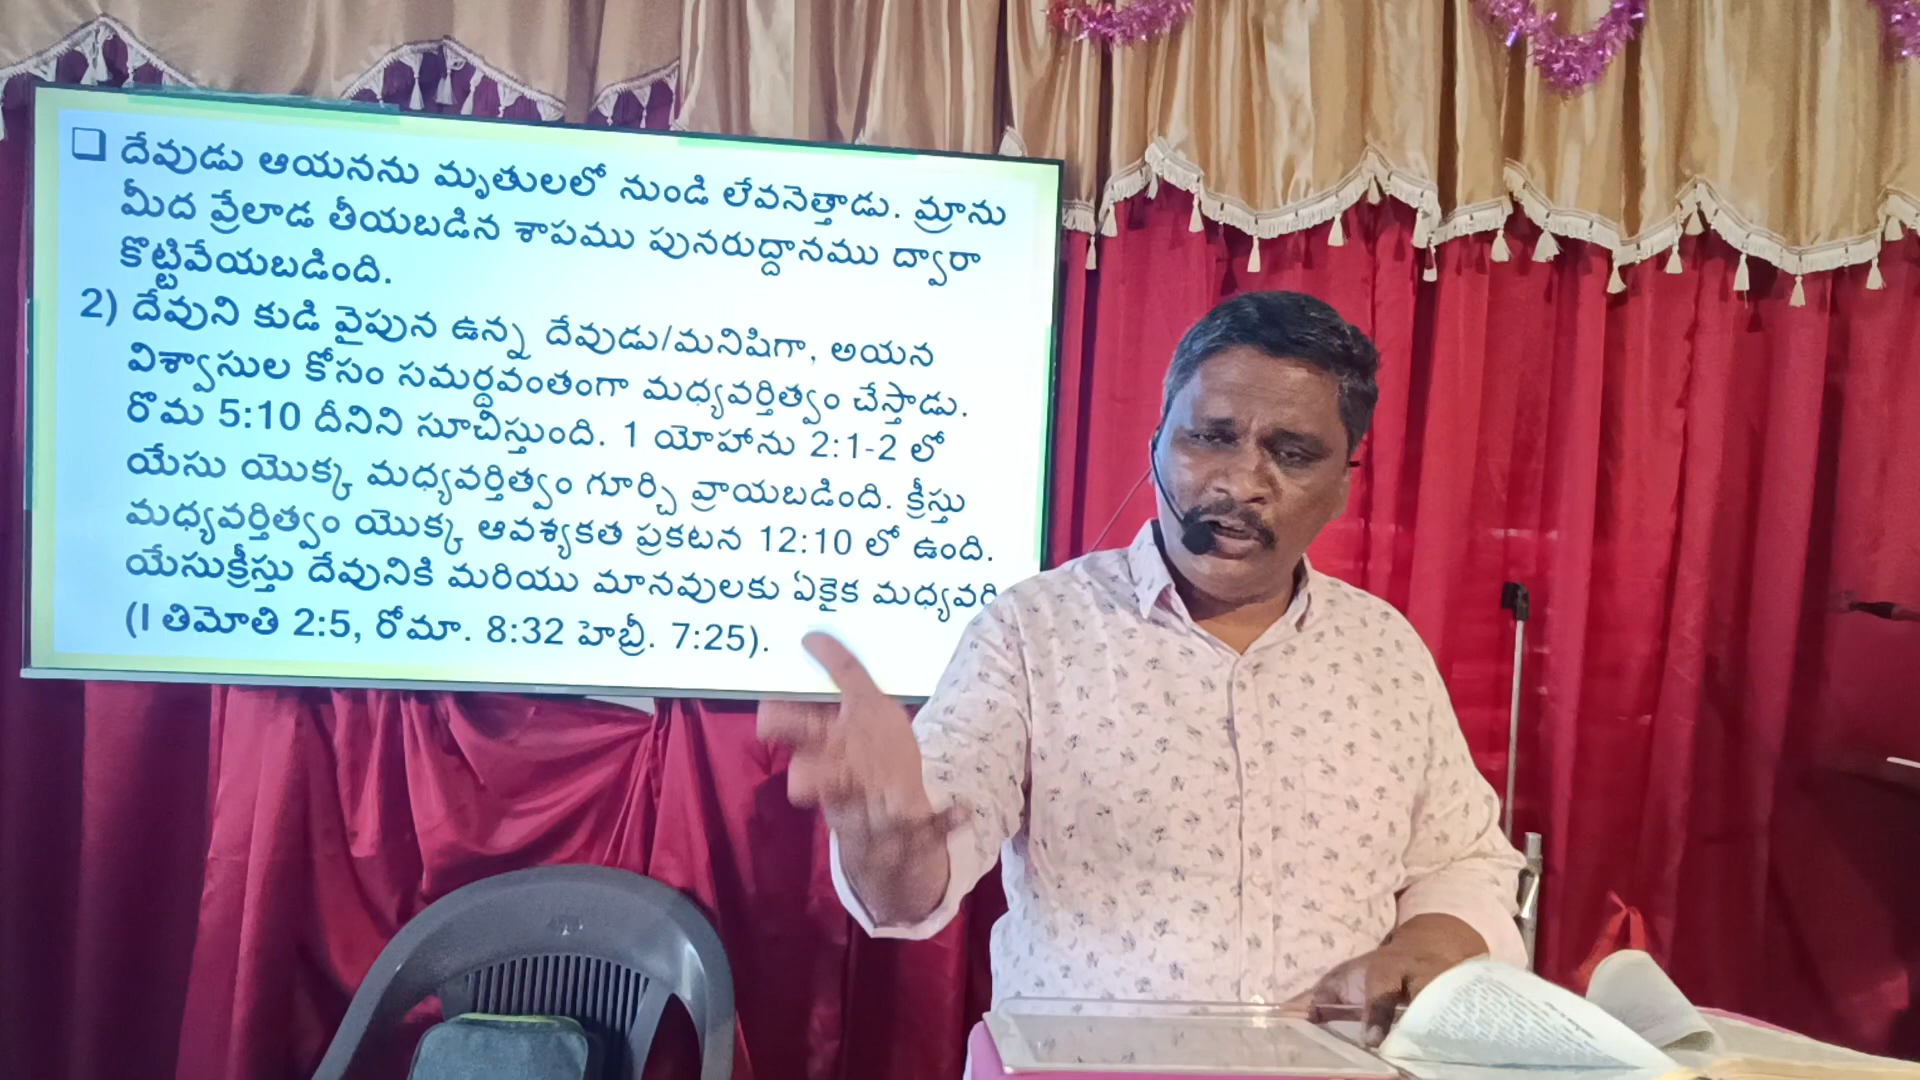 ❑ దేవుడు ఆయనను మృతులలో నుండి లేవనెత్తాడు. మ్రాను
మీద వ్రేలాడ తీయబడిన శాపము పునరుద్దానము ద్వారా
కొట్టివేయబడింది.
2) దేవుని కుడి వైపున ఉన్న దేవుడు/మనిషిగా, అయన
విశ్వాసుల కోసం సమర్థవంతంగా మధ్యవర్తిత్వం చేస్తాడు.
రొమ 5:10 దీనిని సూచిస్తుంది. 1 యోహాను 2:1-2 లో
యేసు యొక్క మధ్యవర్తిత్వం గూర్చి వ్రాయబడింది. క్రీస్తు
మధ్యవర్తిత్వం యొక్క ఆవశ్యకత ప్రకటన 12:10 లో ఉంది.
యేసుక్రీస్తు దేవునికి మరియు మానవులకు ఏకైక
(I తిమోతి 2:5, రోమా. 8:32 హెబ్రీ. 7:25).